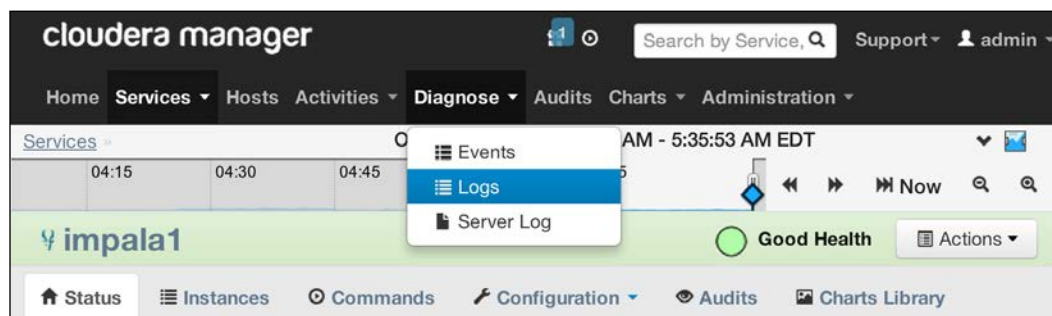 cloudera manager 1 Search by Service, Support admin
Home Services Hosts Activities Diagnose Audits Charts Administration
Services » O AM - 5:35:53 AM EDT
Events
04:15 04:30 04:45 Now
Logs
Server Log
impala1 Good Health Actions
Status Instances Commands Configuration Audits Charts Library